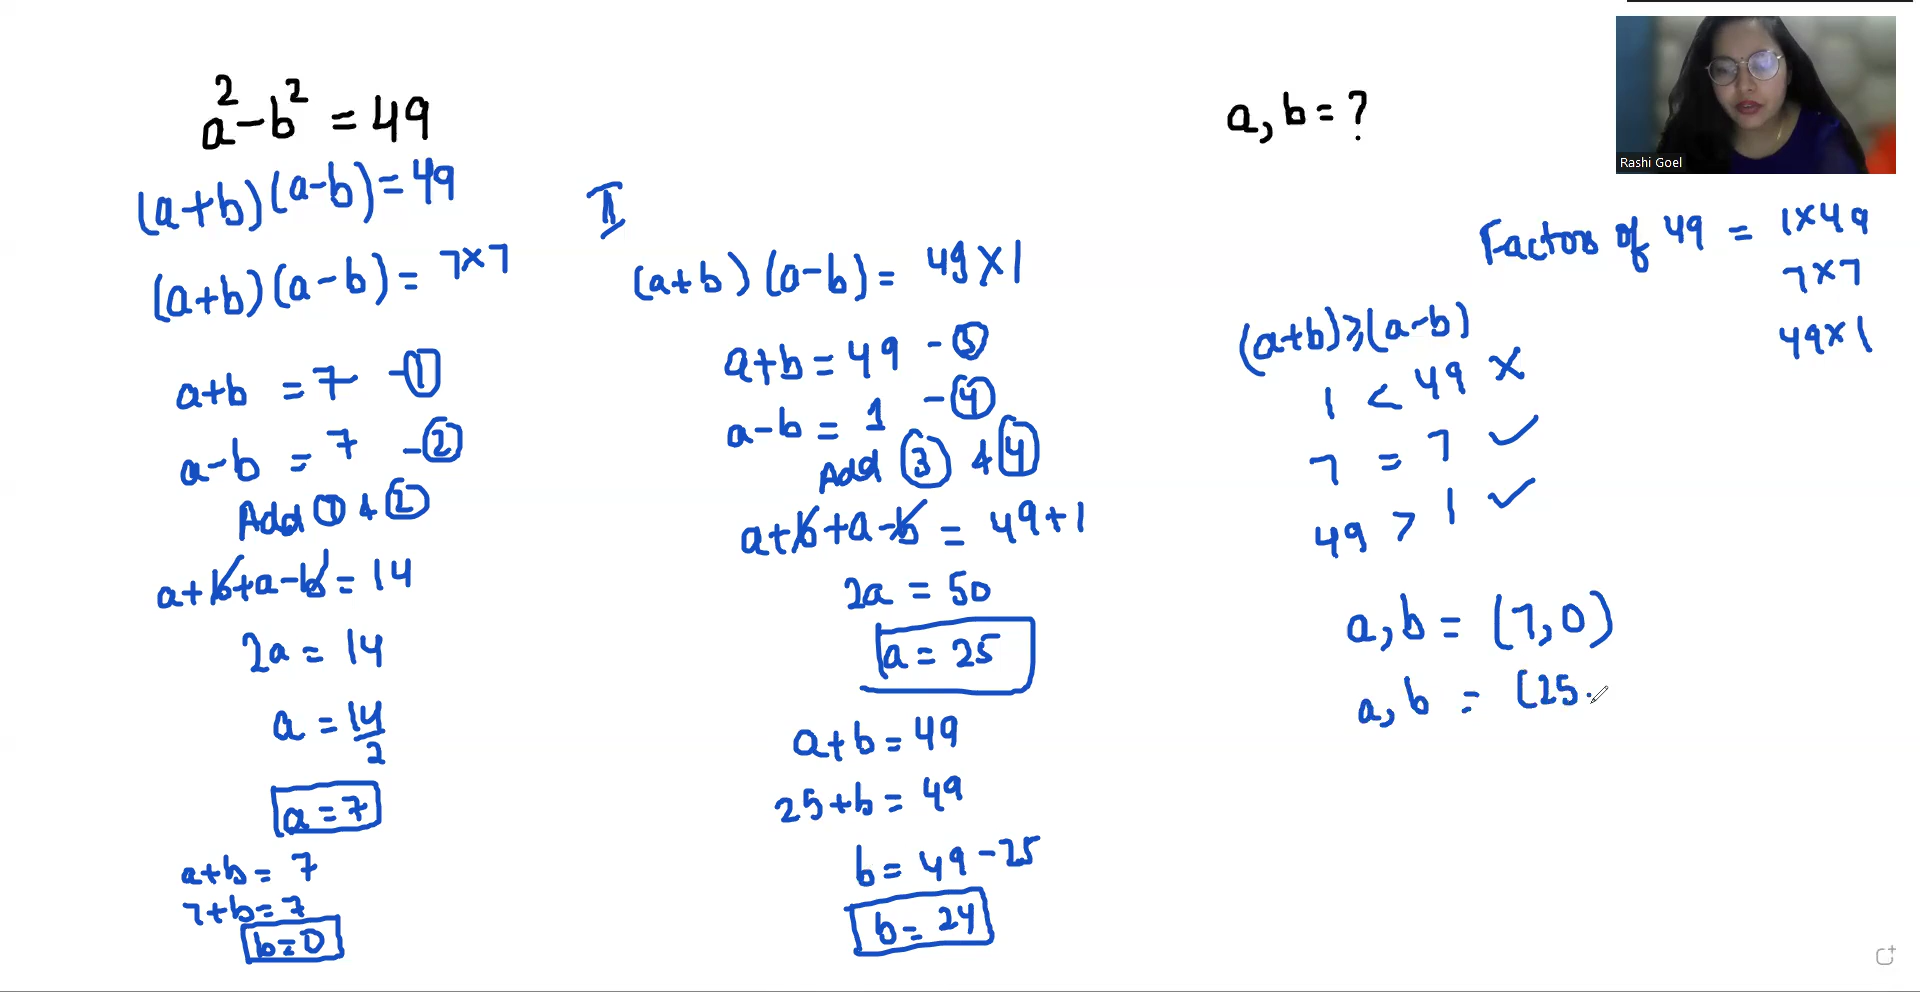 a² - b² = 49
(a+b)(a-b) = 49
(a+b)(a-b) = 7×7
a+b = 7 - ①
a-b = 7 - ②
Add ① & ②
a+b+a-b = 14
2a = 14
a = 14/2
a = 7
a+b = 7
7+b = 7
b = 0
II
(a+b)(a-b) = 49×1
a+b = 49 - ③
a-b = 1 - ④
Add ③ & ④
a+b+a-b = 49+1
2a = 50
a = 25
a+b = 49
25+b = 49
b = 49-25
b = 24
a, b = ?
Rashi Goel
Factors of 49 = 1×49
7×7
49×1
(a+b) ⩾ (a-b)
1 < 49 ×
7 = 7 ✓
49 > 1 ✓
a, b = (7, 0)
a, b = (25.